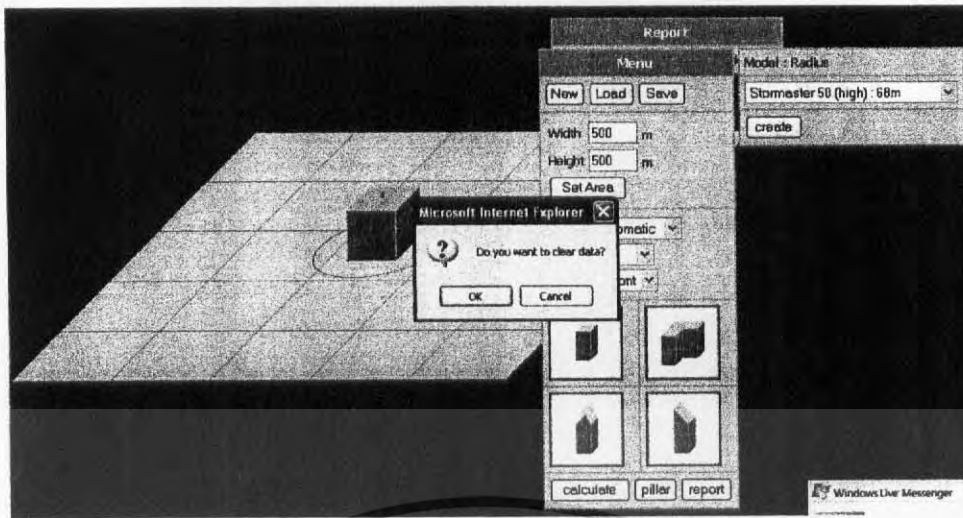 Report
Menu
Model : Radius
New Load Save
Stormaster 50 (high) : 68m
create
Width 500 m
Height 500 m
Set Area
Microsoft Internet Explorer
Do you want to clear data?
OK Cancel
calculate pillar report
Windows Live Messenger